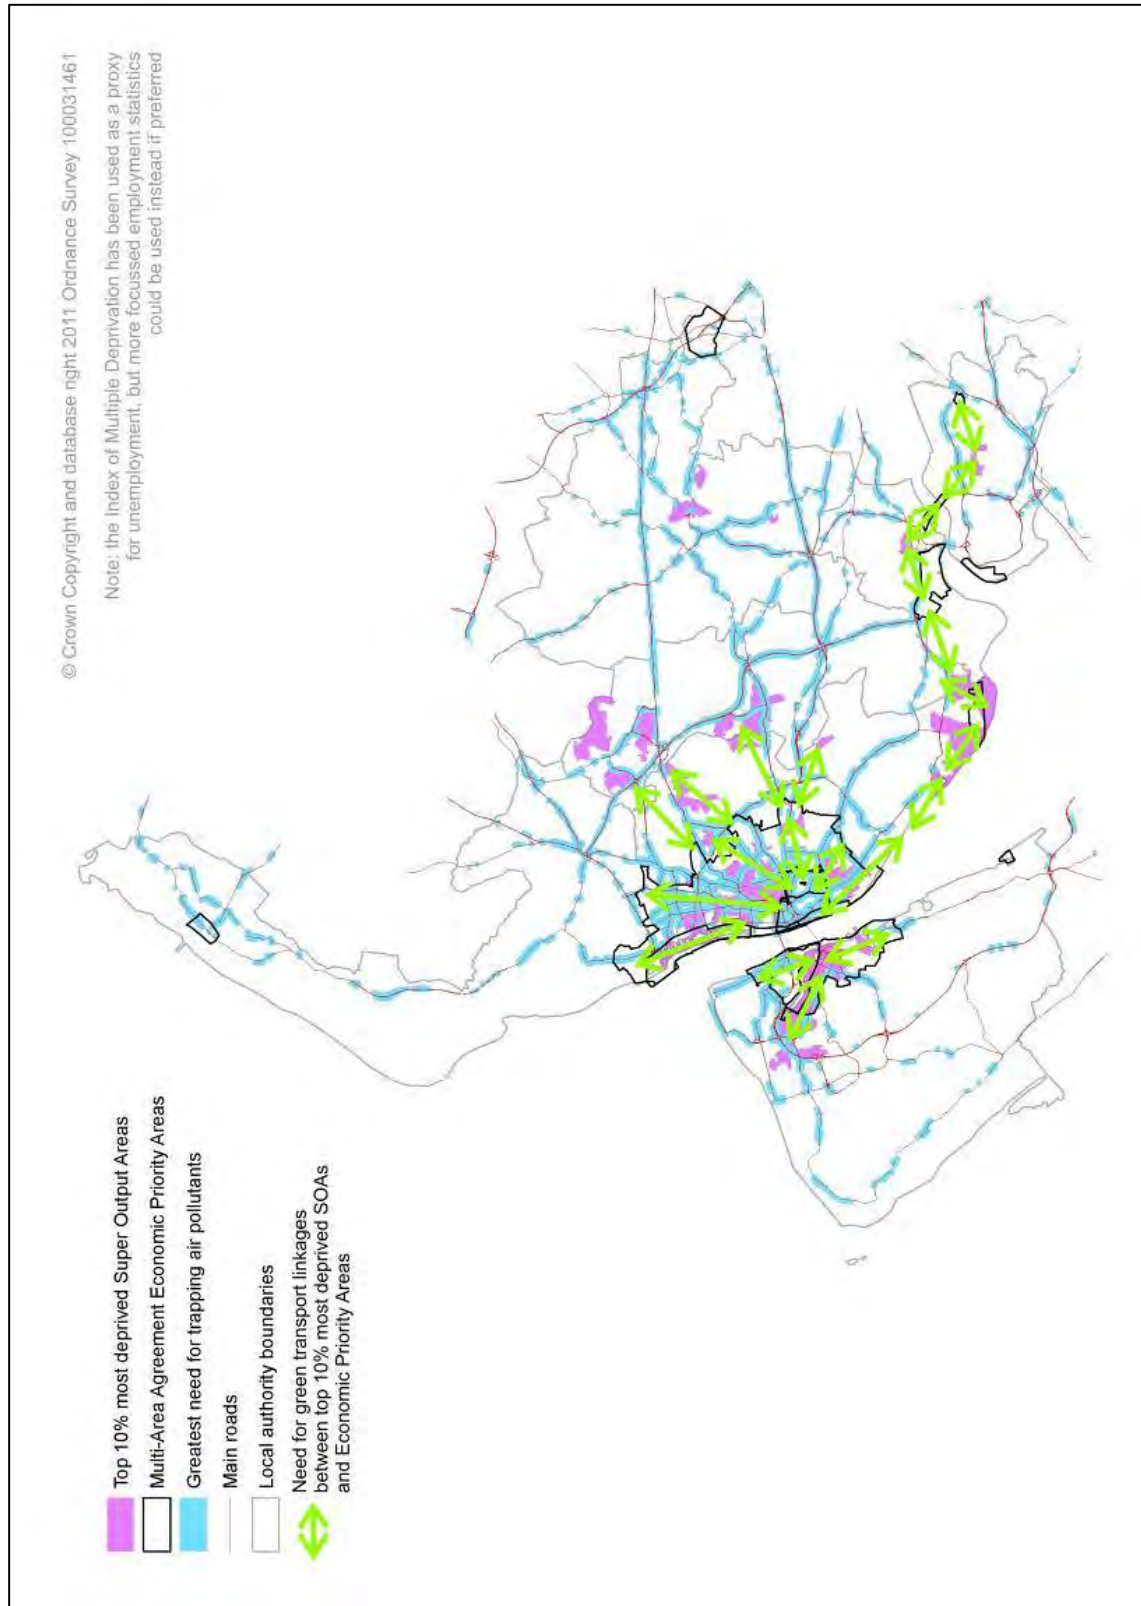 © Crown Copyright and database right 2011 Ordnance Survey 100031461
Note: the Index of Multiple Deprivation has been used as a proxy
for unemployment, but more focussed employment statistics
could be used instead if preferred
Top 10% most deprived Super Output Areas
Multi-Area Agreement Economic Priority Areas
Greatest need for trapping air pollutants
Main roads
Local authority boundaries
Need for green transport linkages
between top 10% most deprived SOAs
and Economic Priority Areas